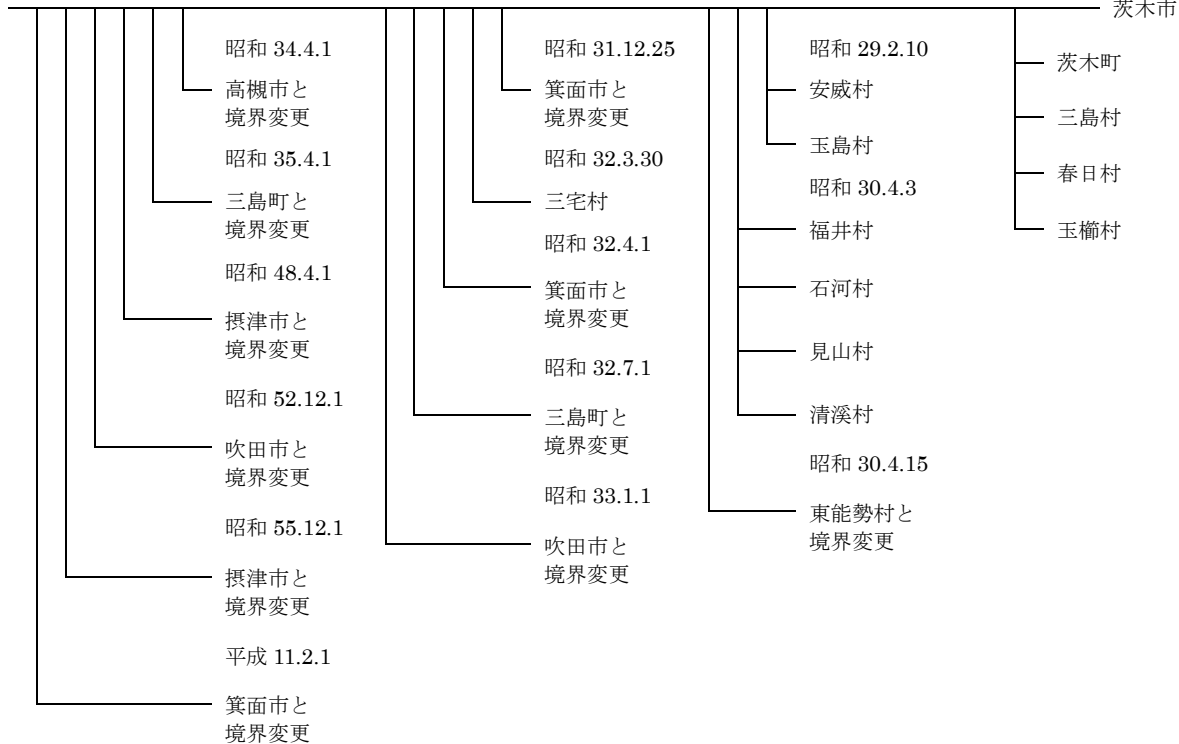 茨木市
茨木町
三島村
春日村
玉櫛村
昭和 29.2.10
安威村
玉島村
昭和 30.4.3
福井村
石河村
見山村
清溪村
昭和 30.4.15
東能勢村と
境界変更
昭和 31.12.25
箕面市と
境界変更
昭和 32.3.30
三宅村
昭和 32.4.1
箕面市と
境界変更
昭和 32.7.1
三島町と
境界変更
昭和 33.1.1
吹田市と
境界変更
昭和 34.4.1
高槻市と
境界変更
昭和 35.4.1
三島町と
境界変更
昭和 48.4.1
摂津市と
境界変更
昭和 52.12.1
吹田市と
境界変更
昭和 55.12.1
摂津市と
境界変更
平成 11.2.1
箕面市と
境界変更